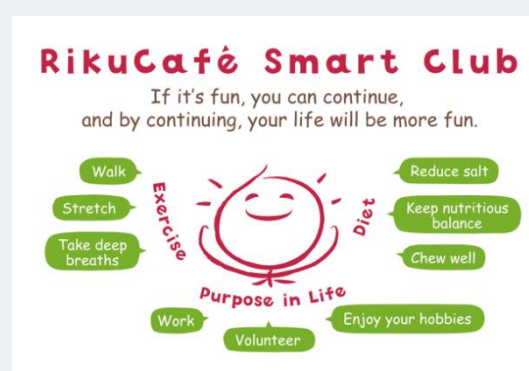 RikuCafé Smart Club
If it's fun, you can continue,
and by continuing, your life will be more fun.
Walk
Stretch
Take deep
breaths
Exercise
Diet
Reduce salt
Keep nutritious
balance
Chew well
Purpose in Life
Work
Volunteer
Enjoy your hobbies